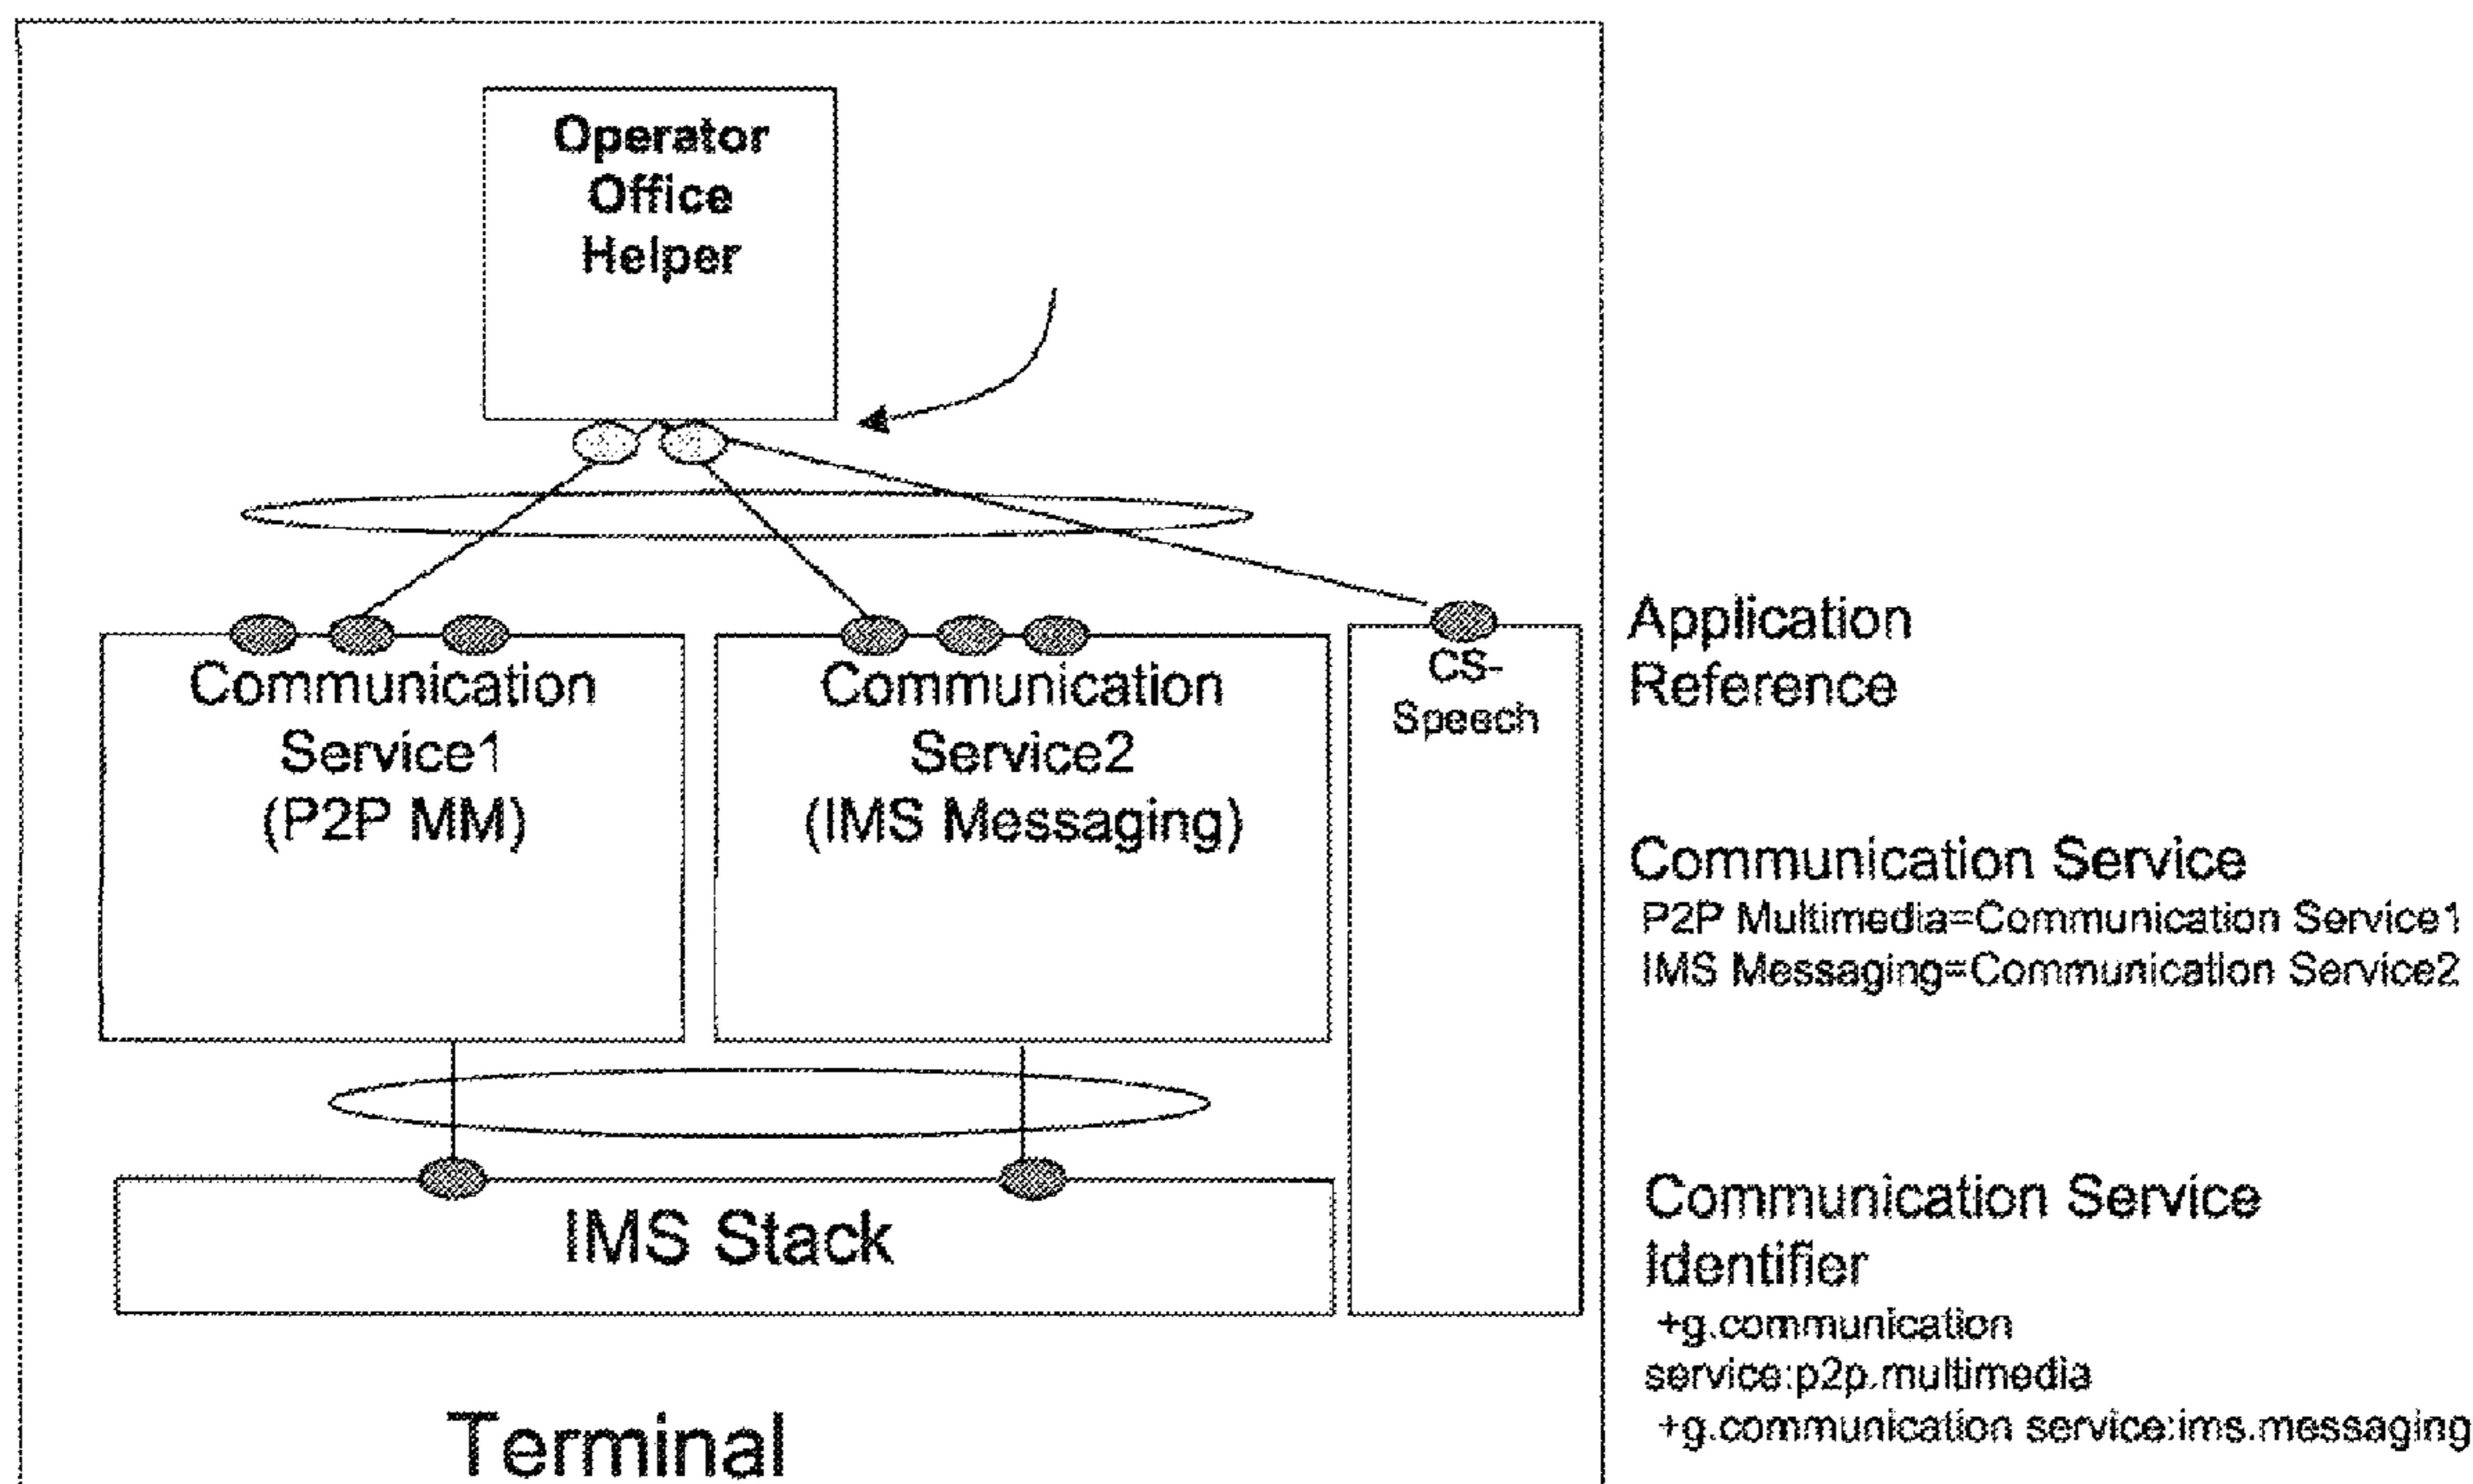 Operator
Office
Helper
Communication
Service1
(P2P MM)
Communication
Service2
(IMS Messaging)
CS-
Speech
IMS Stack
Terminal
Application
Reference
Communication Service
P2P Multimedia=Communication Service1
IMS Messaging=Communication Service2
Communication Service
Identifier
+g.communication
service:p2p.multimedia
+g.communication service:ims.messaging